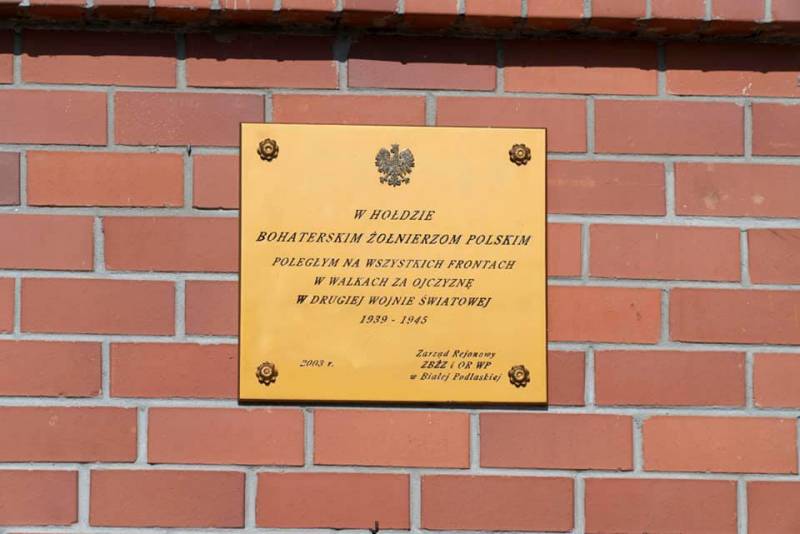 W HOŁDZIE
BOHATERSKIM ŻOŁNIERZOM POLSKIM
POLEGŁYM NA WSZYSTKICH FRONTACH
W WALKACH ZA OJCZYZNĘ
W DRUGIEJ WOJNIE ŚWIATOWEJ
1939 - 1945
2003 r.
Zarząd Rejonowy
ZBŻZ i OR WP
w Białej Podlaskiej